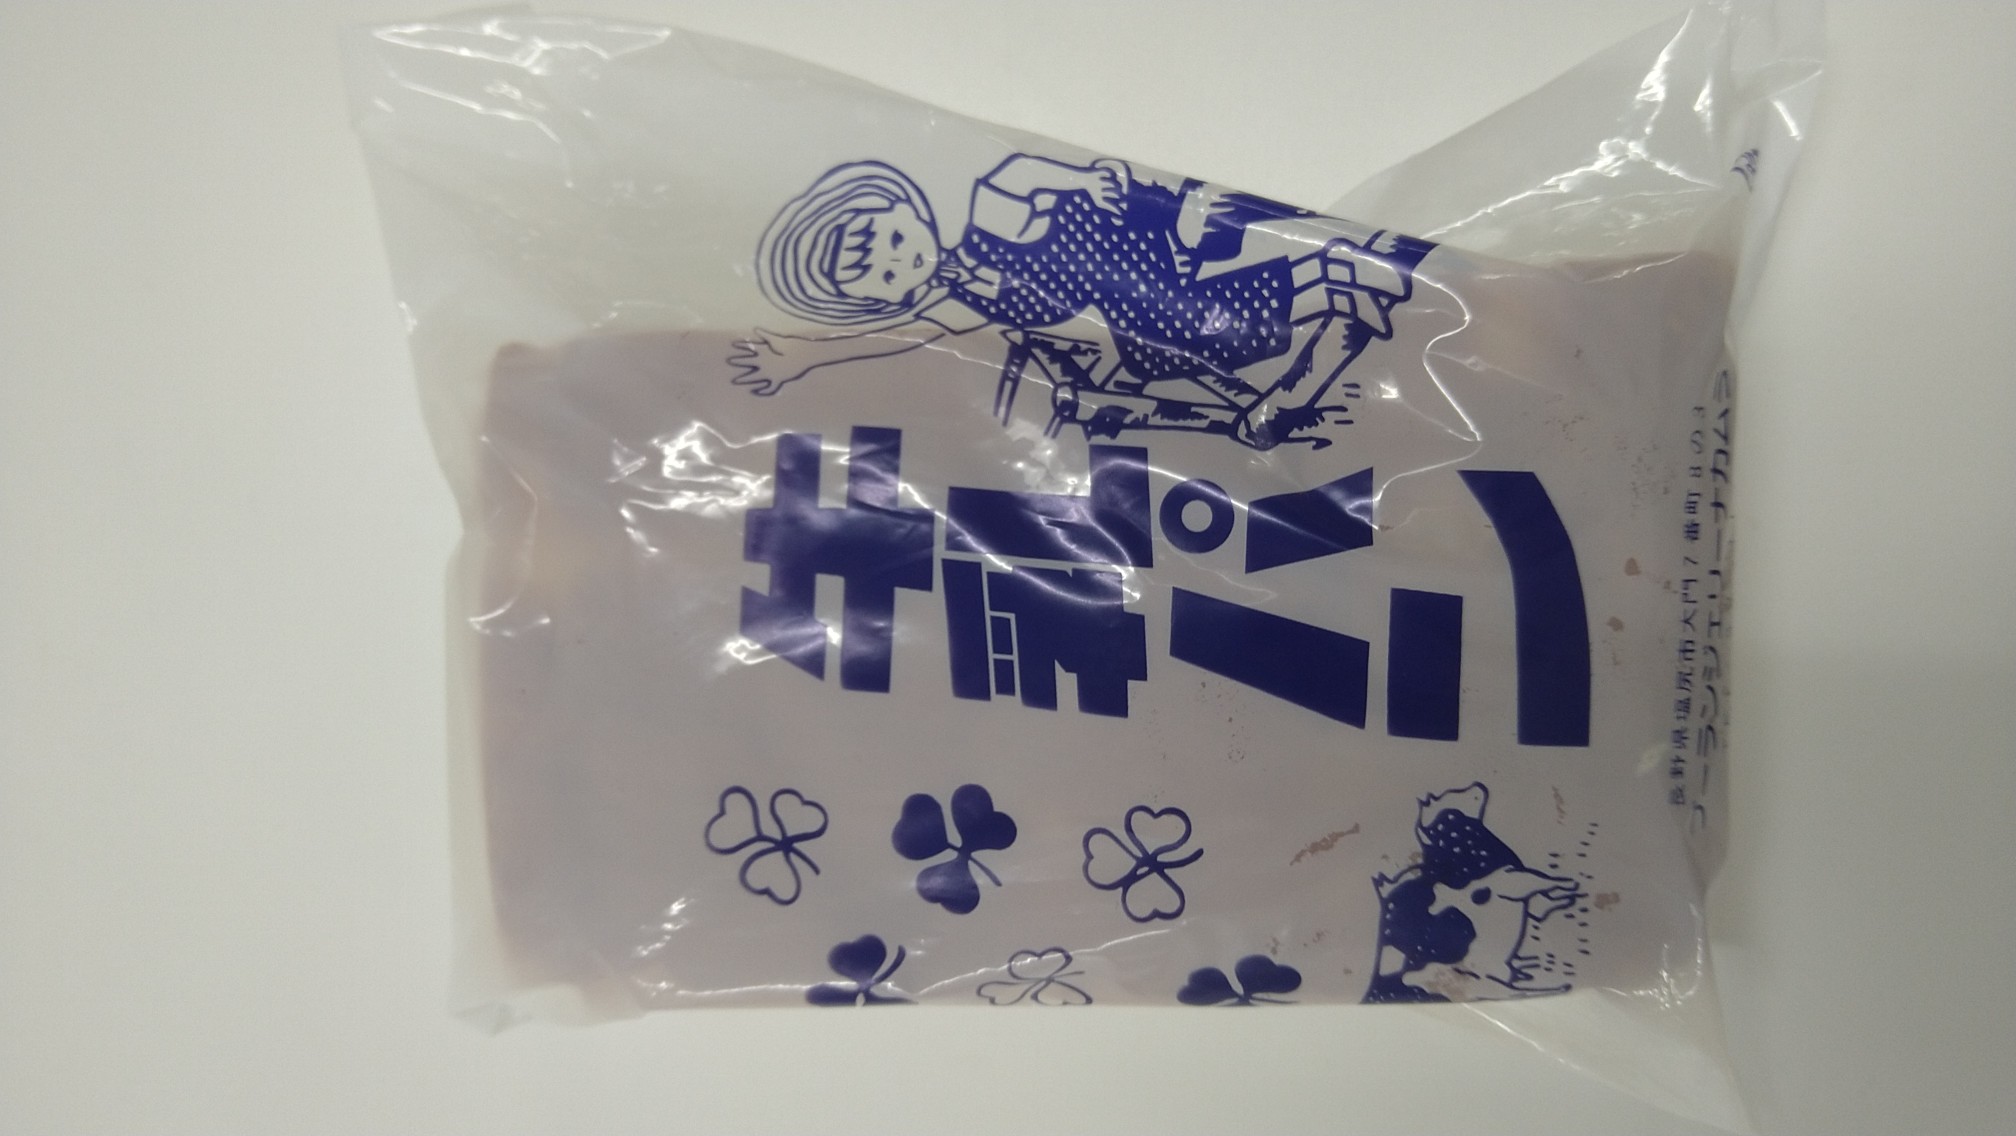 牛乳パン
長野県塩尻市大門7番町8の3
ブーランジェリーナカムラ